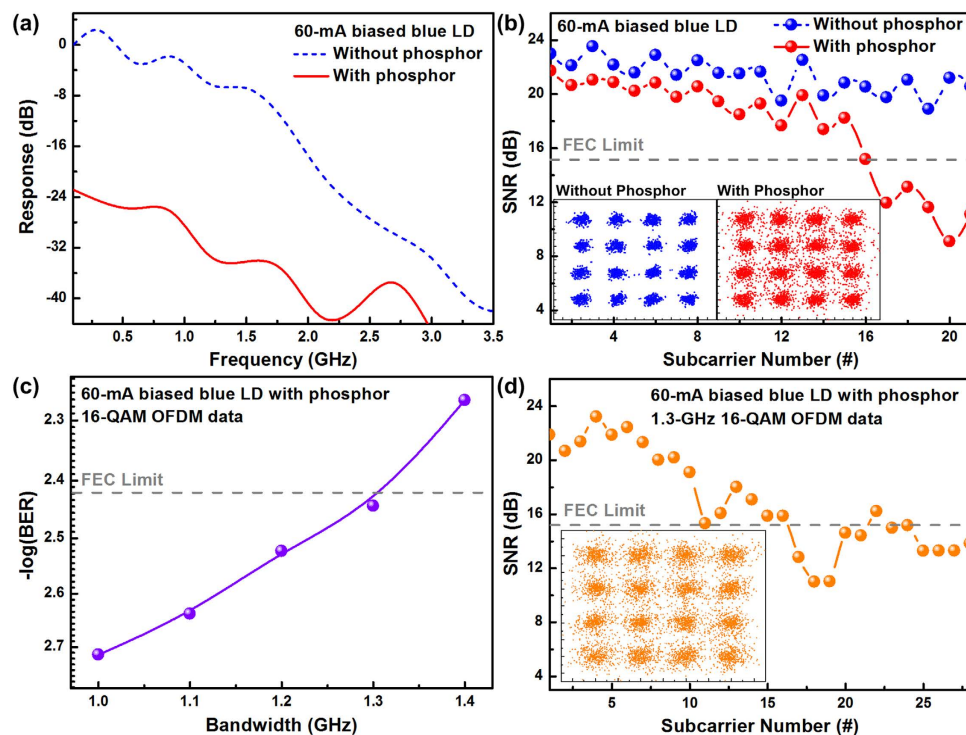 (a)
60-mA biased blue LD
Without phosphor
With phosphor
0
-8
-16
-24
-32
-40
Response (dB)
0.5
1.0
1.5
2.0
2.5
3.0
3.5
Frequency (GHz)
(b)
60-mA biased blue LD
Without phosphor
With phosphor
24
20
16
12
8
4
SNR (dB)
FEC Limit
Without Phosphor
With Phosphor
4
8
12
16
20
Subcarrier Number (#)
(c)
60-mA biased blue LD with phosphor
16-QAM OFDM data
FEC Limit
2.3
2.4
2.5
2.6
2.7
-log(BER)
1.0
1.1
1.2
1.3
1.4
Bandwidth (GHz)
(d)
60-mA biased blue LD with phosphor
1.3-GHz 16-QAM OFDM data
24
20
16
12
8
4
SNR (dB)
FEC Limit
5
10
15
20
25
Subcarrier Number (#)